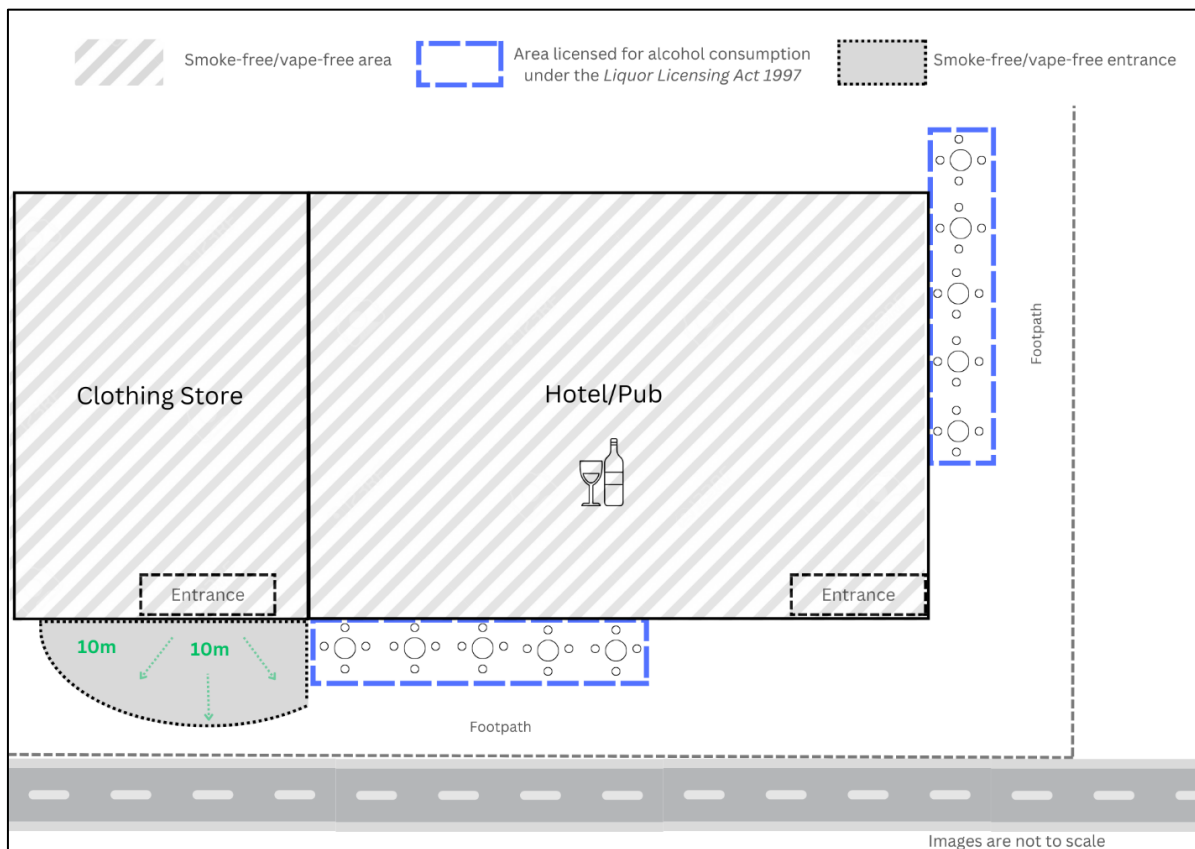 Smoke-free/vape-free area
Area licensed for alcohol consumption
under the Liquor Licensing Act 1997
Smoke-free/vape-free entrance
Footpath
Clothing Store
Hotel/Pub
Entrance
Entrance
10m
10m
Footpath
Images are not to scale